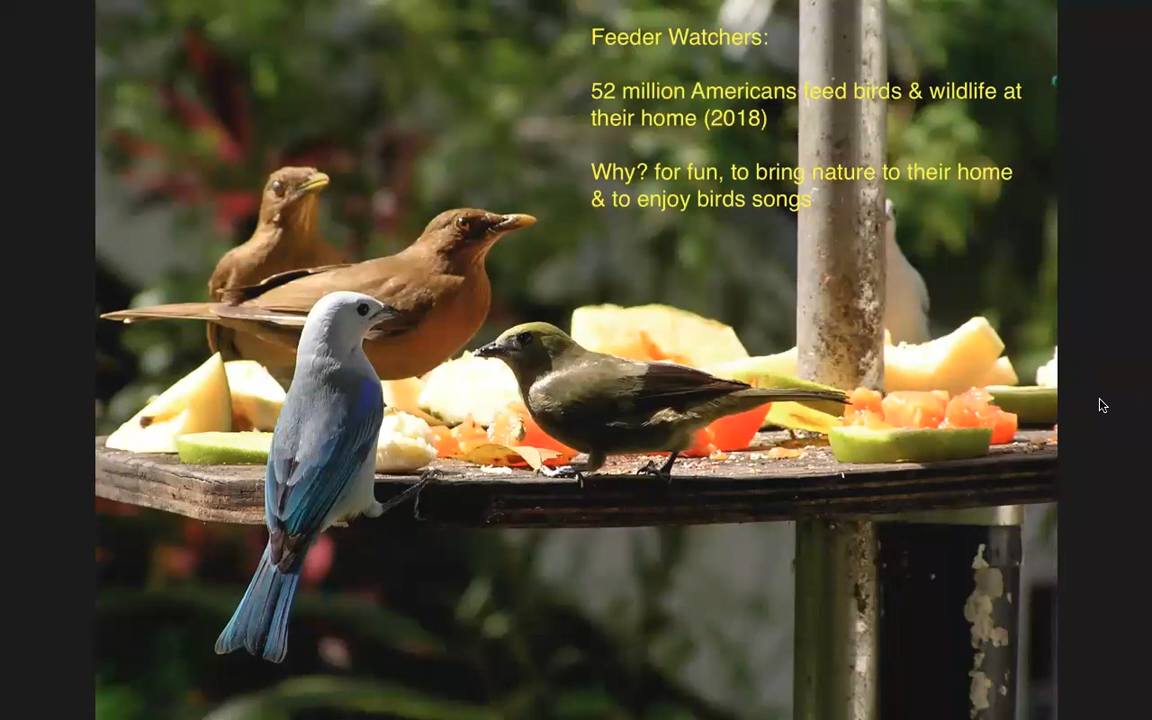 Feeder Watchers:
52 million Americans feed birds & wildlife at
their home (2018)
Why? for fun, to bring nature to their home
& to enjoy birds songs